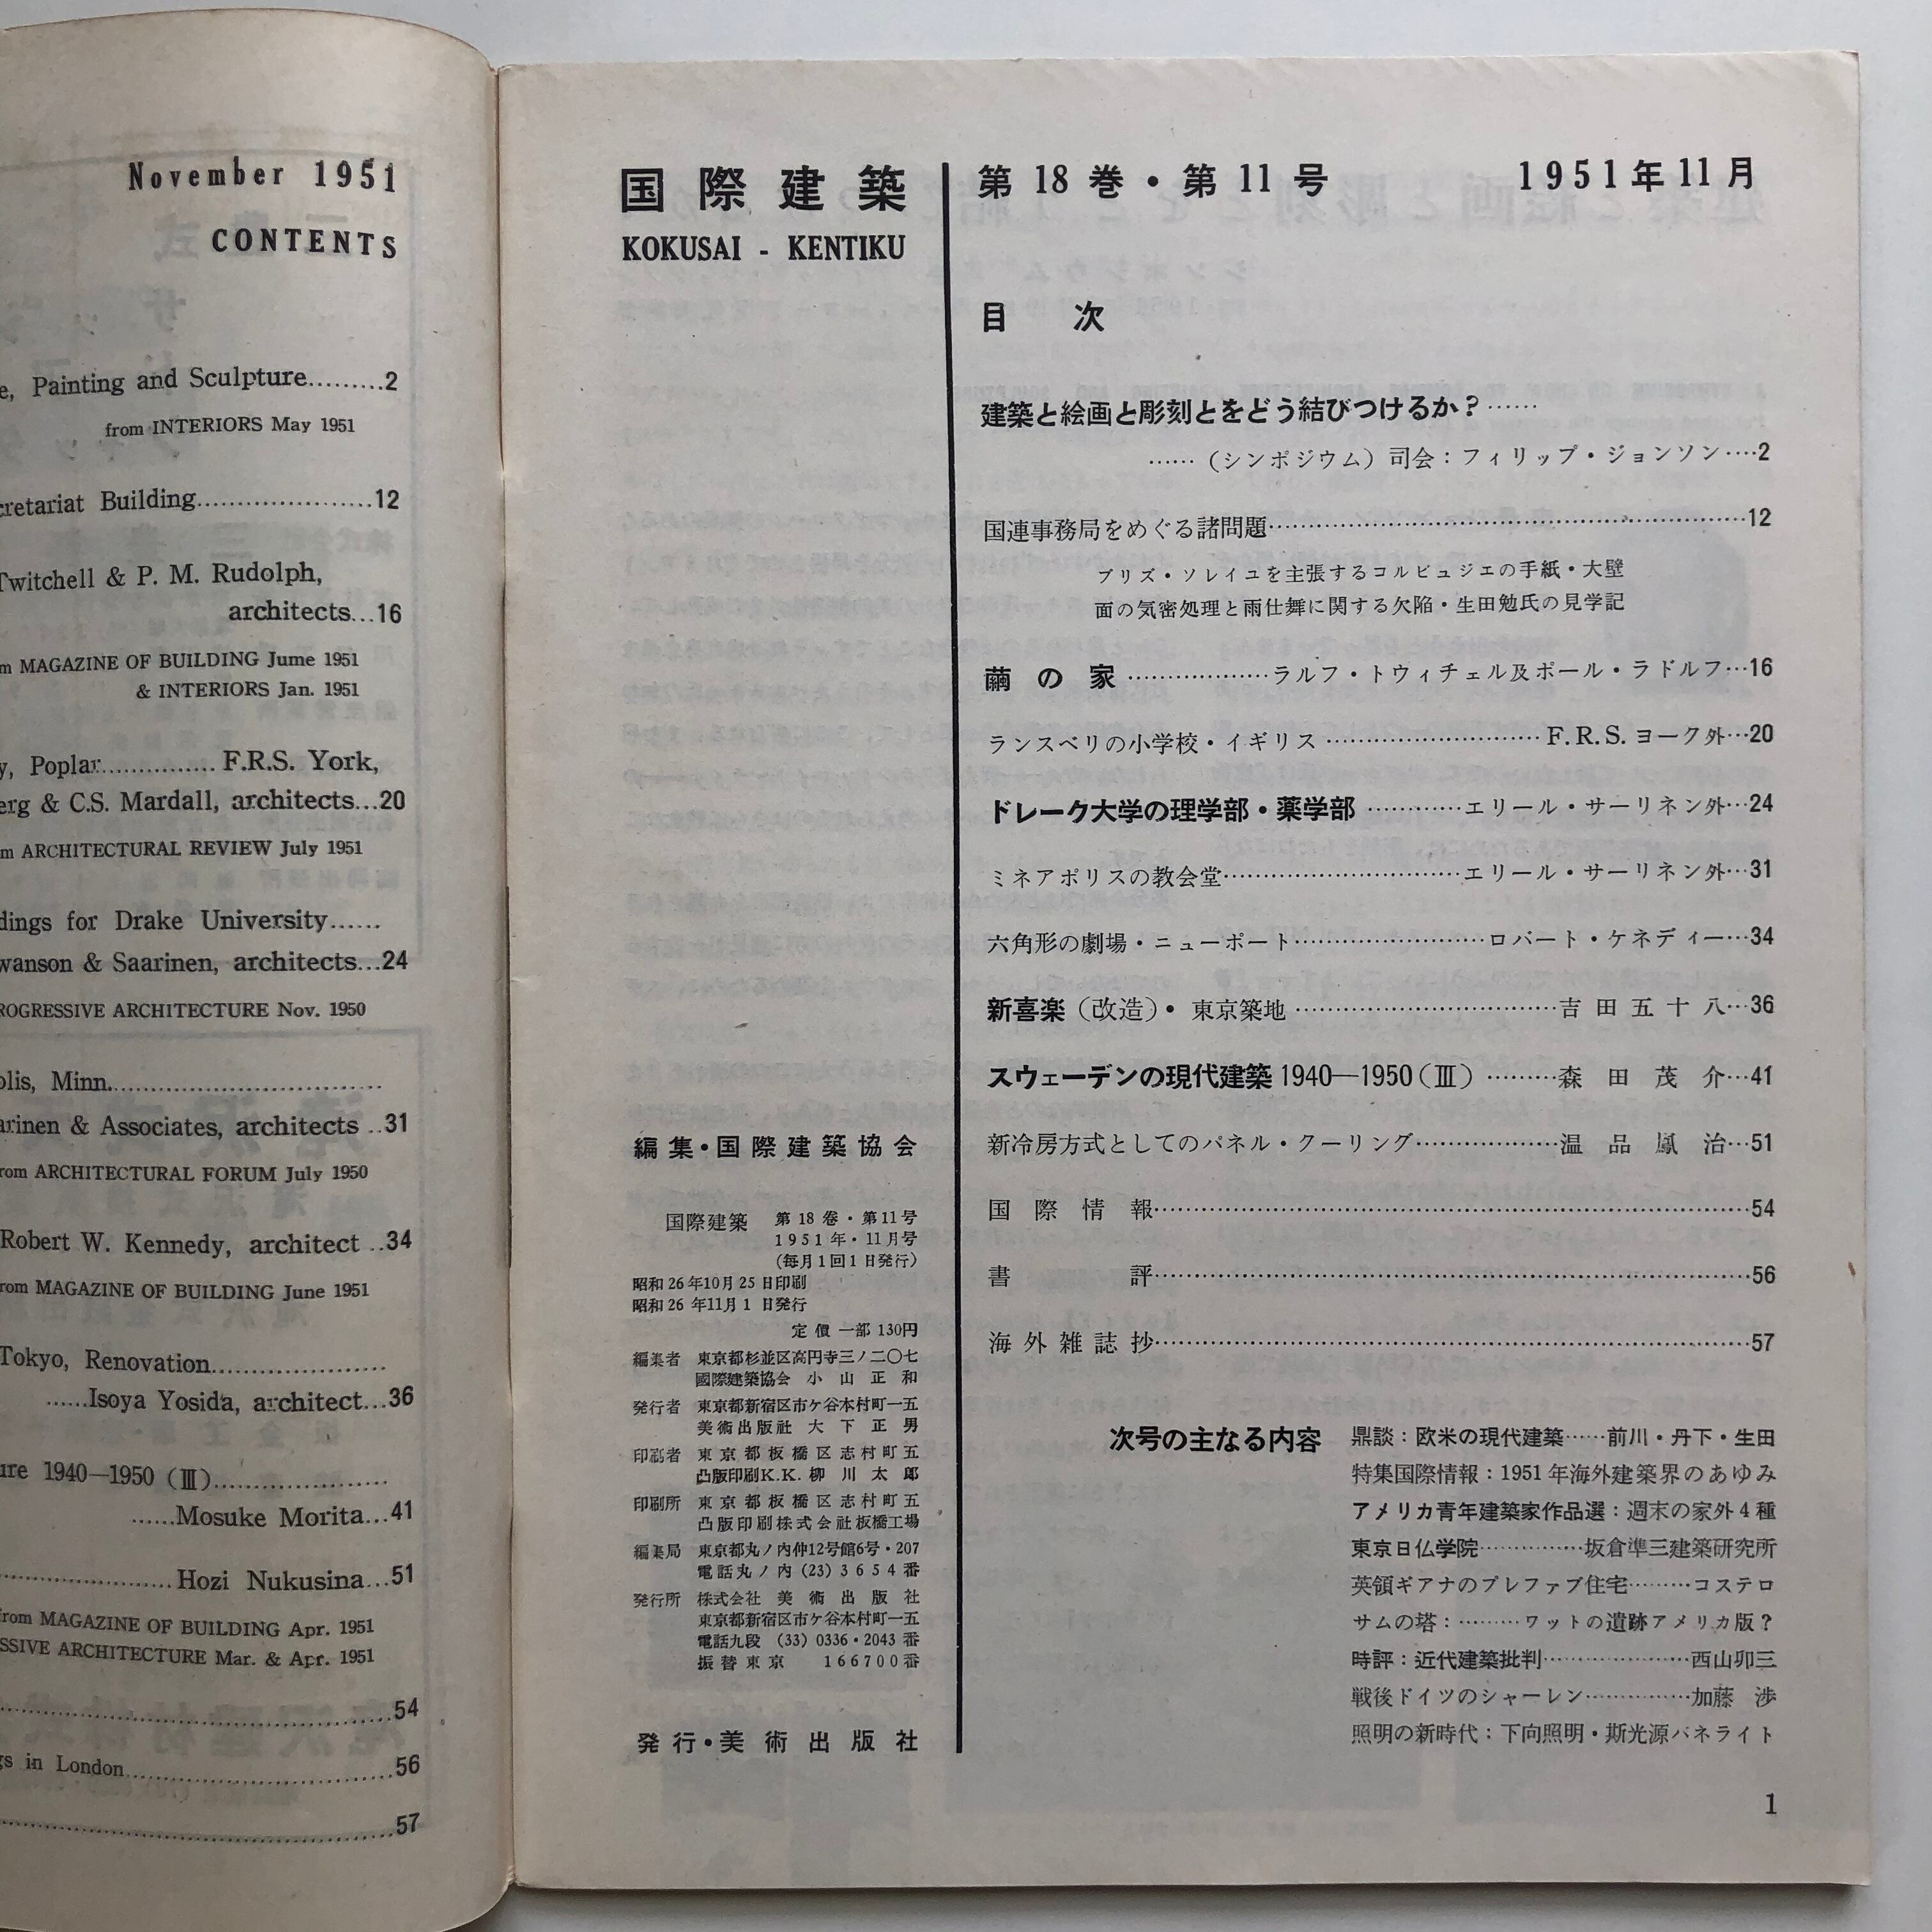 November 1951
CONTENTS
Painting and Sculpture.........2
from INTERIORS May 1951
Building.....................12
Twitchell & P. M. Rudolph,
architects...16
MAGAZINE OF BUILDING Jume 1951
& INTERIORS Jan. 1951
Poplar............... F.R.S. York,
& C.S. Mardall, architects...20
ARCHITECTURAL REVIEW July 1951
for Drake University......
& Saarinen, architects...24
ARCHITECTURE Nov. 1950
Minn.................................
& Associates, architects ..31
ARCHITECTURAL FORUM July 1950
Robert W. Kennedy, architect ..34
MAGAZINE OF BUILDING June 1951
Tokyo, Renovation.....................
......Isoya Yosida, architect...36
1940—1950 (Ⅲ).....................
......Mosuke Morita...41
.....................Hozi Nukusina...51
from MAGAZINE OF BUILDING Apr. 1951
ARCHITECTURE Mar. & Apr. 1951
54
in London..............................56
57
国際建築
KOKUSAI - KENTIKU
編集・国際建築協会
国際建築 第18巻・第11号
1951年・11月号
(毎月1回1日発行)
昭和26年10月25日印刷
昭和26年11月1日発行
定價 一部 130円
編集者 東京都杉並区高円寺三ノ二〇七
國際建築協会 小山正和
発行者 東京都新宿区市ケ谷本村町一五
美術出版社 大下正男
印刷者 東京都板橋区志村町五
凸版印刷K.K. 柳川太郎
印刷所 東京都板橋区志村町五
凸版印刷株式会社板橋工場
編集局 東京都丸ノ内仲12号館6号・207
電話丸ノ内(23)3654番
発行所 株式会社 美術出版社
東京都新宿区市ケ谷本村町一五
電話九段 (33)0336・2043番
振替東京 166700番
発行・美術出版社
第18巻・第11号 1951年11月
目次
建築と絵画と彫刻とをどう結びつけるか?……
……(シンポジウム)司会:フィリップ・ジョンソン…2
国連事務局をめぐる諸問題……………………12
ブリズ・ソレイユを主張するコルビュジエの手紙・大壁
面の気密処理と雨仕舞に関する欠陥・生田勉氏の見学記
繭の家………………ラルフ・トウィチェル及ポール・ラドルフ…16
ランスベリの小学校・イギリス………………F.R.S. ヨーク外…20
ドレーク大学の理学部・薬学部…………エリール・サーリネン外…24
ミネアポリスの教会堂……………………エリール・サーリネン外…31
六角形の劇場・ニューポート………………ロバート・ケネディー…34
新喜楽(改造)・東京築地………………………吉田五十八…36
スウェーデンの現代建築 1940—1950(Ⅲ)………森田茂介…41
新冷房方式としてのパネル・クーリング…………温品鳳治…51
国際情報………………………………54
書評………………………………56
海外雑誌抄………………………………57
次号の主なる内容 鼎談:欧米の現代建築……前川・丹下・生田
特集国際情報:1951年海外建築界のあゆみ
アメリカ青年建築家作品選:週末の家外4種
東京日仏学院…………坂倉準三建築研究所
英領ギアナのプレファブ住宅………コステロ
サムの塔:………ワットの遺跡アメリカ版?
時評:近代建築批判………………西山卯三
戦後ドイツのシャーレン…………加藤 渉
照明の新時代:下向照明・斯光源パネライト
1